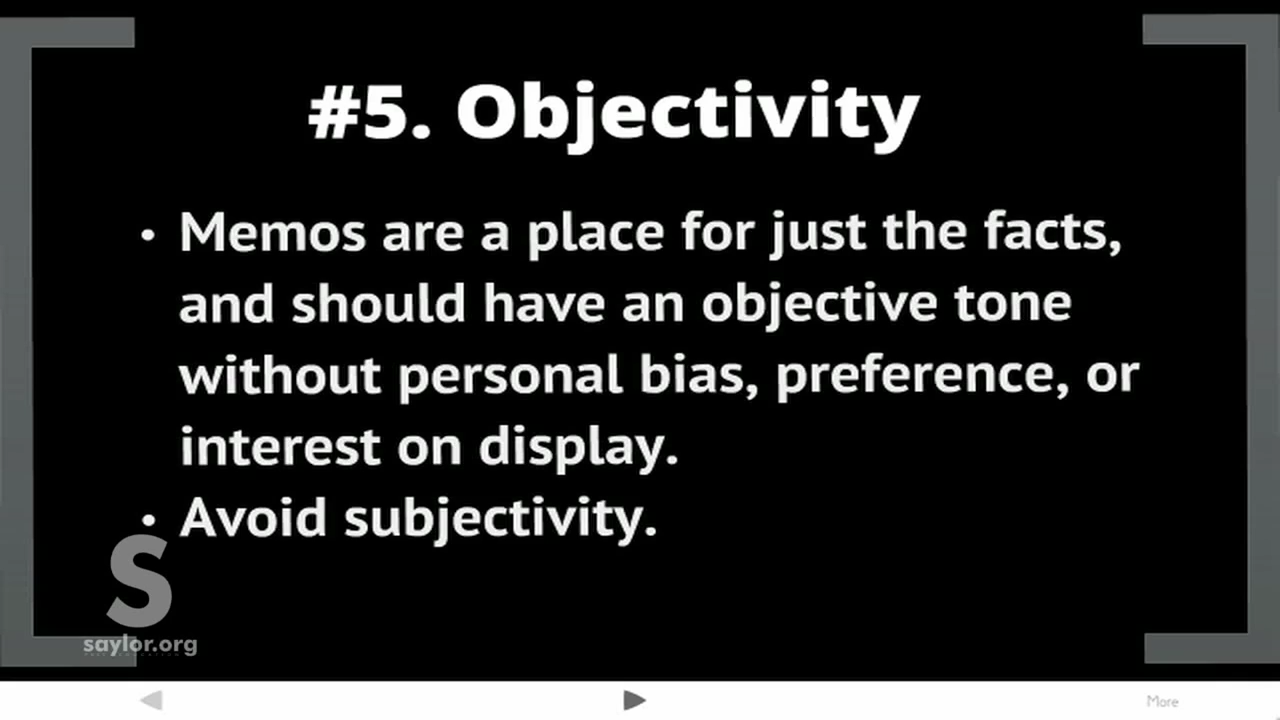 #5. Objectivity
• Memos are a place for just the facts,
and should have an objective tone
without personal bias, preference, or
interest on display.
• Avoid subjectivity.
S
saylor.org
More